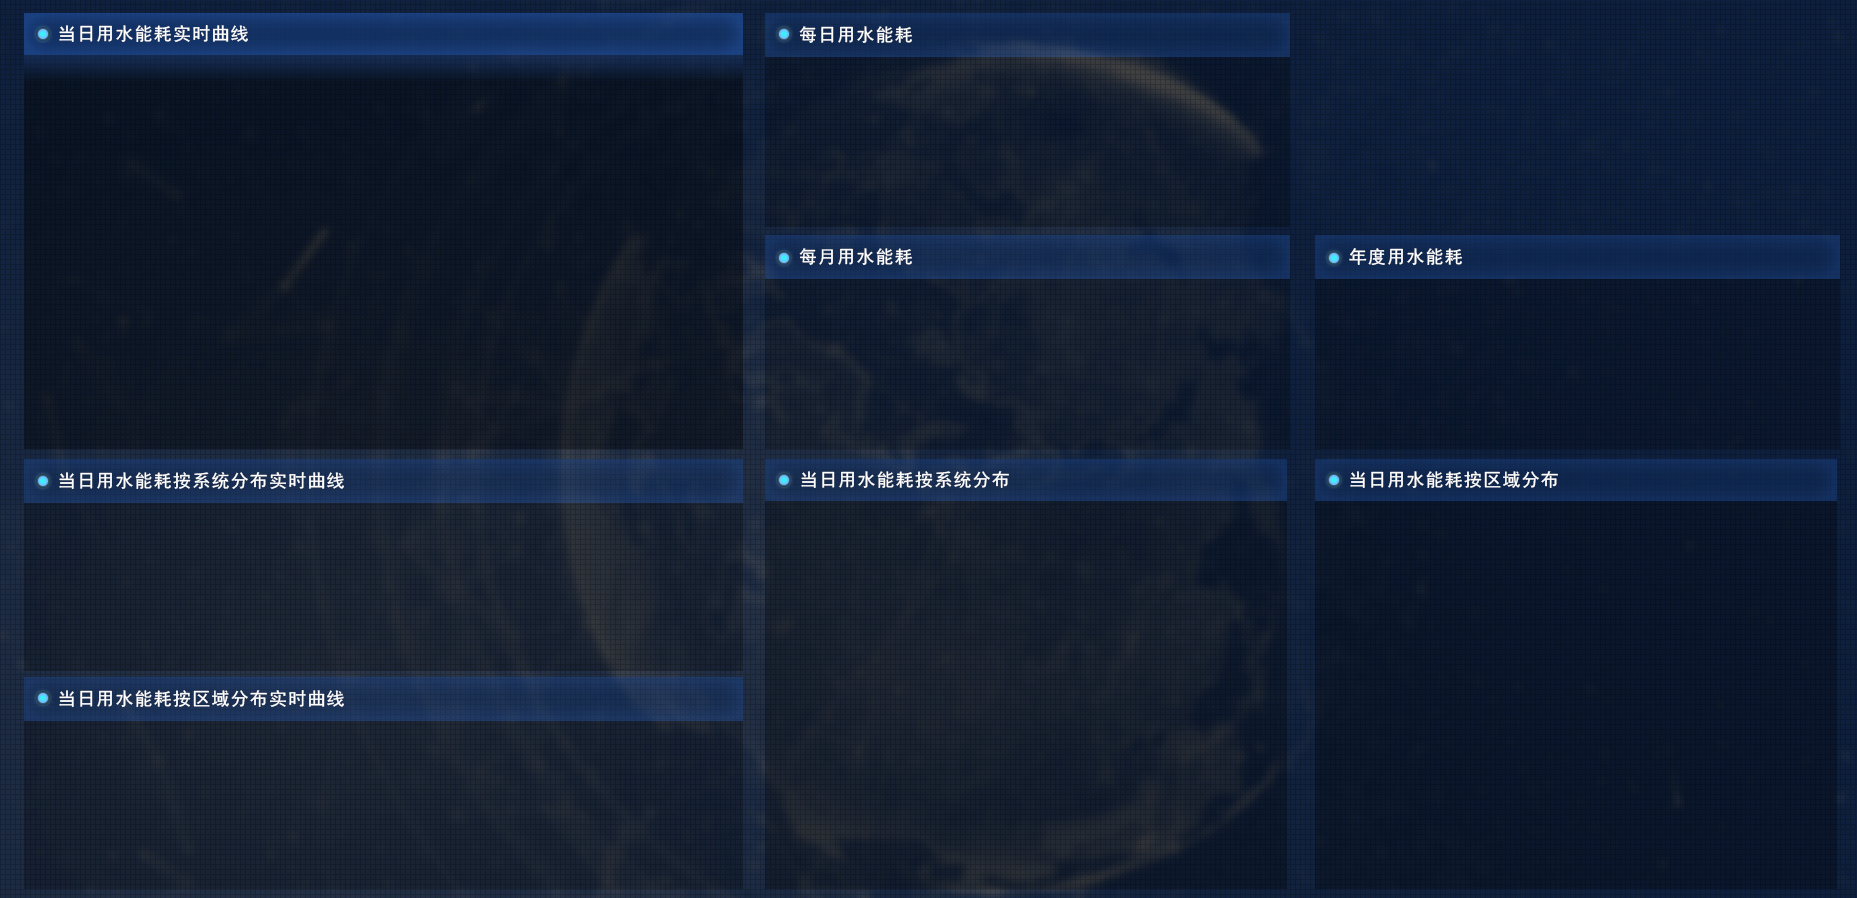 当日用水能耗实时曲线
每日用水能耗
每月用水能耗
年度用水能耗
当日用水能耗按系统分布实时曲线
当日用水能耗按系统分布
当日用水能耗按区域分布
当日用水能耗按区域分布实时曲线